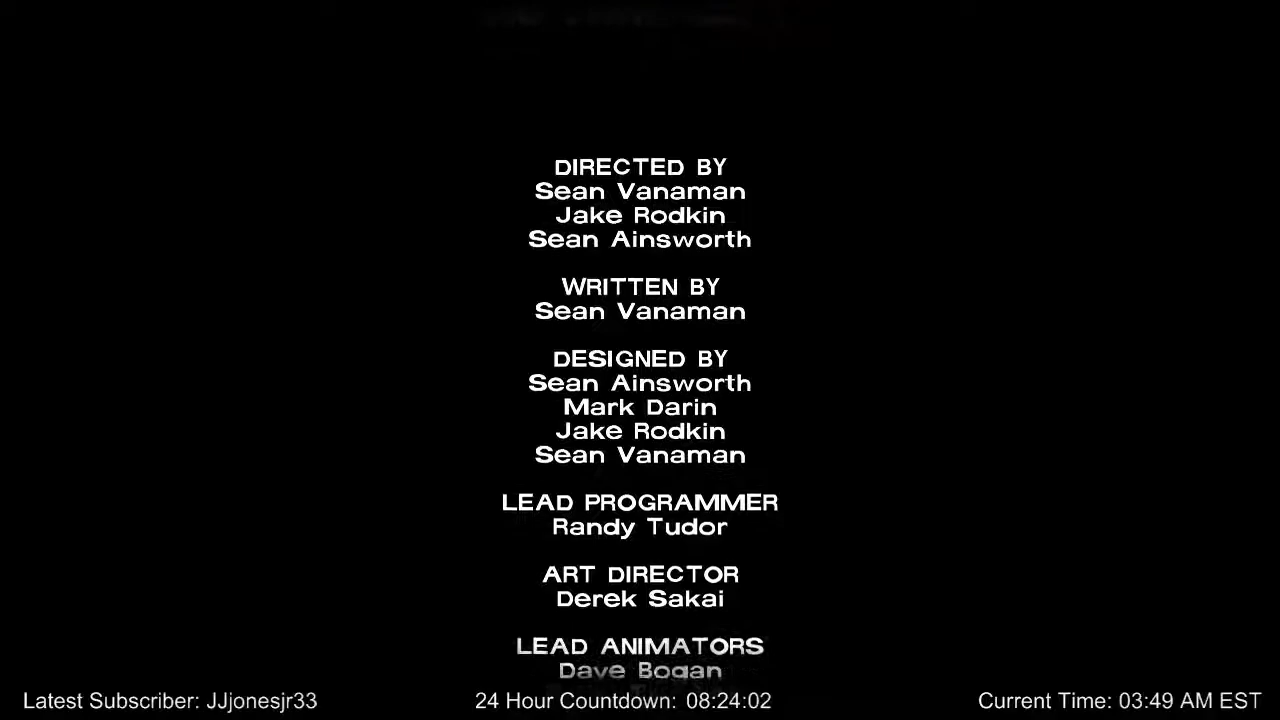 DIRECTED BY
Sean Vanaman
Jake Rodkin
Sean Ainsworth
WRITTEN BY
Sean Vanaman
DESIGNED BY
Sean Ainsworth
Mark Darin
Jake Rodkin
Sean Vanaman
LEAD PROGRAMMER
Randy Tudor
ART DIRECTOR
Derek Sakai
LEAD ANIMATORS
Dave Bogan
Latest Subscriber: JJjonesjr33
24 Hour Countdown: 08:24:02
Current Time: 03:49 AM EST